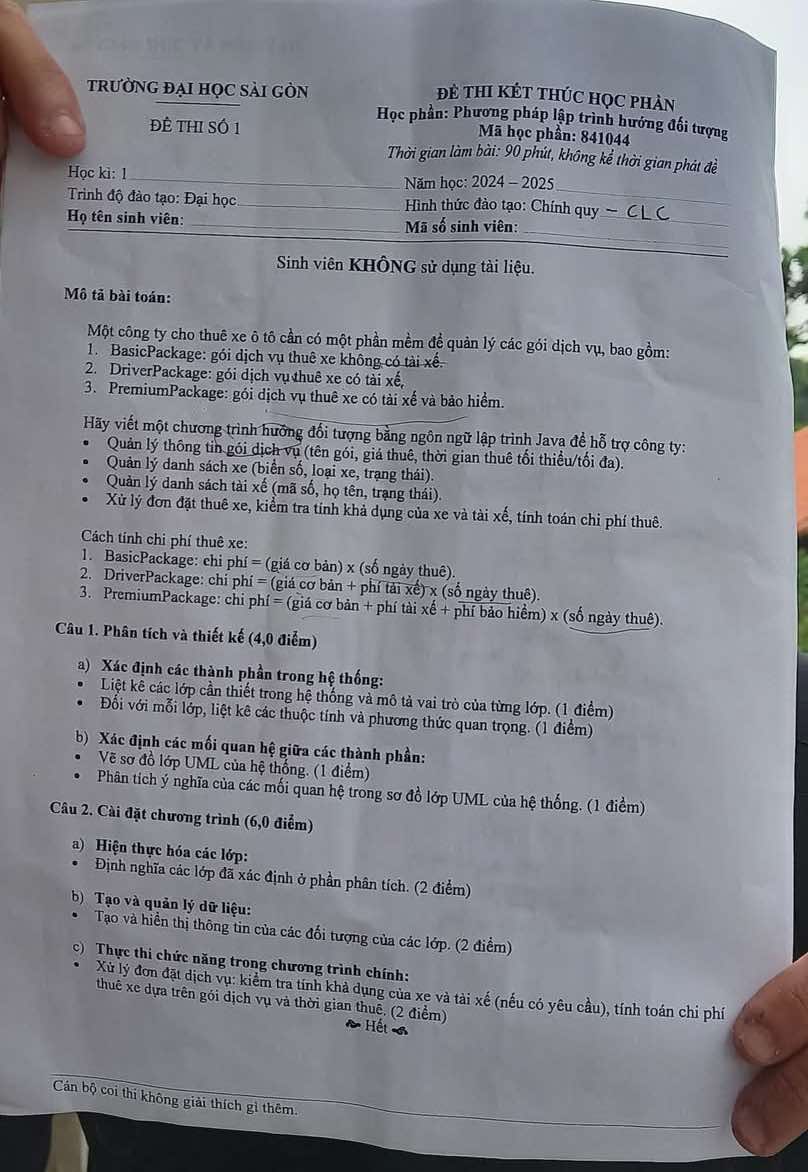 TRƯỜNG ĐẠI HỌC SÀI GÒN
ĐỀ THI SỐ 1
ĐỀ THI KẾT THÚC HỌC PHẦN
Học phần: Phương pháp lập trình hướng đối tượng
Mã học phần: 841044
Thời gian làm bài: 90 phút, không kể thời gian phát đề
Học kì: 1
Năm học: 2024 – 2025
Trình độ đào tạo: Đại học
Hình thức đào tạo: Chính quy – CLC
Họ tên sinh viên:
Mã số sinh viên:
Sinh viên KHÔNG sử dụng tài liệu.
Mô tả bài toán:
Một công ty cho thuê xe ô tô cần có một phần mềm để quản lý các gói dịch vụ, bao gồm:
1. BasicPackage: gói dịch vụ thuê xe không có tài xế.
2. DriverPackage: gói dịch vụ thuê xe có tài xế,
3. PremiumPackage: gói dịch vụ thuê xe có tài xế và bảo hiểm.
Hãy viết một chương trình hướng đối tượng bằng ngôn ngữ lập trình Java để hỗ trợ công ty:
• Quản lý thông tin gói dịch vụ (tên gói, giá thuê, thời gian thuê tối thiểu/tối đa).
• Quản lý danh sách xe (biển số, loại xe, trạng thái).
• Quản lý danh sách tài xế (mã số, họ tên, trạng thái).
• Xử lý đơn đặt thuê xe, kiểm tra tính khả dụng của xe và tài xế, tính toán chi phí thuê.
Cách tính chi phí thuê xe:
1. BasicPackage: chi phí = (giá cơ bản) x (số ngày thuê).
2. DriverPackage: chi phí = (giá cơ bản + phí tài xế) x (số ngày thuê).
3. PremiumPackage: chi phí = (giá cơ bản + phí tài xế + phí bảo hiểm) x (số ngày thuê).
Câu 1. Phân tích và thiết kế (4,0 điểm)
a) Xác định các thành phần trong hệ thống:
• Liệt kê các lớp cần thiết trong hệ thống và mô tả vai trò của từng lớp. (1 điểm)
• Đối với mỗi lớp, liệt kê các thuộc tính và phương thức quan trọng. (1 điểm)
b) Xác định các mối quan hệ giữa các thành phần:
• Vẽ sơ đồ lớp UML của hệ thống. (1 điểm)
• Phân tích ý nghĩa của các mối quan hệ trong sơ đồ lớp UML của hệ thống. (1 điểm)
Câu 2. Cài đặt chương trình (6,0 điểm)
a) Hiện thực hóa các lớp:
• Định nghĩa các lớp đã xác định ở phần phân tích. (2 điểm)
b) Tạo và quản lý dữ liệu:
• Tạo và hiển thị thông tin của các đối tượng của các lớp. (2 điểm)
c) Thực thi chức năng trong chương trình chính:
• Xử lý đơn đặt dịch vụ: kiểm tra tính khả dụng của xe và tài xế (nếu có yêu cầu), tính toán chi phí
thuê xe dựa trên gói dịch vụ và thời gian thuê. (2 điểm)
Hết
Cán bộ coi thi không giải thích gì thêm.